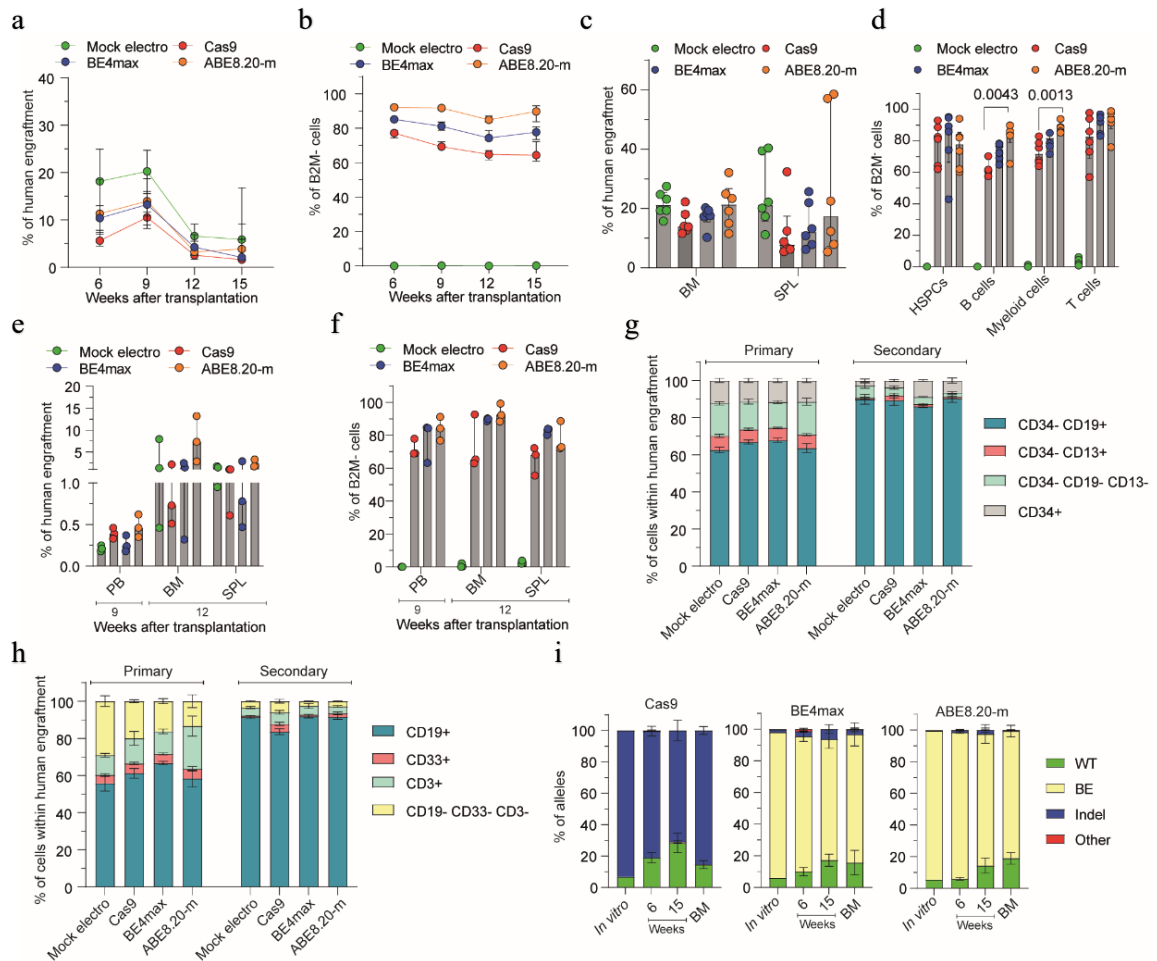 a
Mock electro
Cas9
BE4max
ABE8.20-m
% of human engraftment
40
30
20
10
0
6 9 12 15
Weeks after transplantation
b
Mock electro
Cas9
BE4max
ABE8.20-m
% of B2M- cells
100
80
60
40
20
0
6 9 12 15
Weeks after transplantation
c
Mock electro
Cas9
BE4max
ABE8.20-m
% of human engraftmet
60
40
20
0
BM
SPL
d
Mock electro
Cas9
BE4max
ABE8.20-m
0.0043
0.0013
% of B2M- cells
100
80
60
40
20
0
HSPCs
B cells
Myeloid cells
T cells
e
Mock electro
Cas9
BE4max
ABE8.20-m
% of human engraftment
20
15
10
5
1.0
0.5
0.0
PB
BM
SPL
9
12
Weeks after transplantation
f
Mock electro
Cas9
BE4max
ABE8.20-m
% of B2M- cells
100
80
60
40
20
0
PB
BM
SPL
9
12
Weeks after transplantation
g
Primary
Secondary
% of cells within human engraftment
100
80
60
40
20
0
Mock electro
Cas9
BE4max
ABE8.20-m
Mock electro
Cas9
BE4max
ABE8.20-m
CD34- CD19+
CD34- CD13+
CD34- CD19- CD13-
CD34+
h
Primary
Secondary
% of cells within human engraftment
100
80
60
40
20
0
Mock electro
Cas9
BE4max
ABE8.20-m
Mock electro
Cas9
BE4max
ABE8.20-m
CD19+
CD33+
CD3+
CD19- CD33- CD3-
i
Cas9
% of alleles
100
80
60
40
20
0
In vitro
6
15
BM
Weeks
BE4max
100
80
60
40
20
0
In vitro
6
15
BM
Weeks
ABE8.20-m
100
80
60
40
20
0
In vitro
6
15
BM
Weeks
WT
BE
Indel
Other